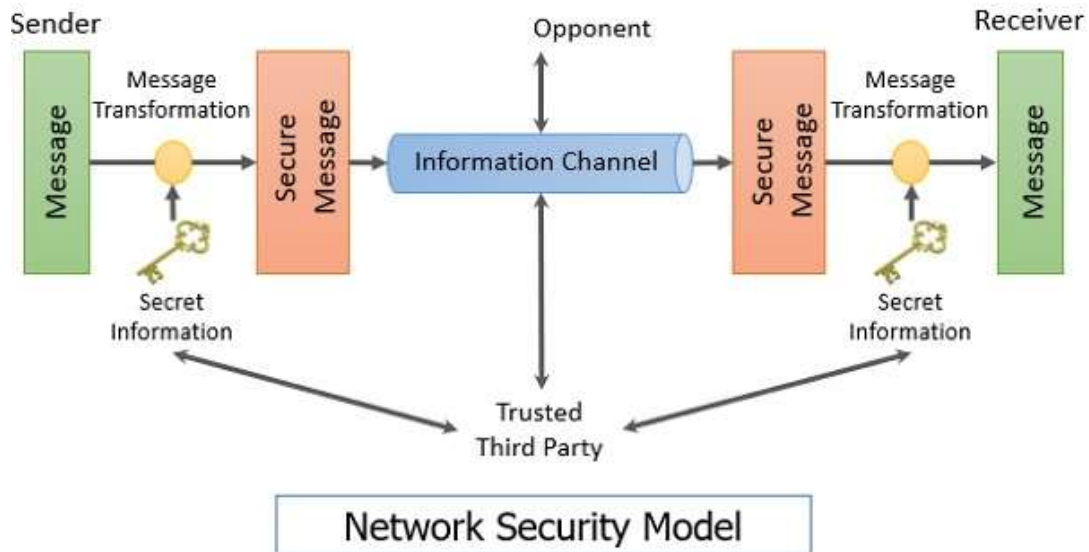 Sender
Message
Message
Transformation
Secret
Information
Secure
Message
Opponent
Information Channel
Trusted
Third Party
Secure
Message
Message
Transformation
Secret
Information
Receiver
Message
Network Security Model